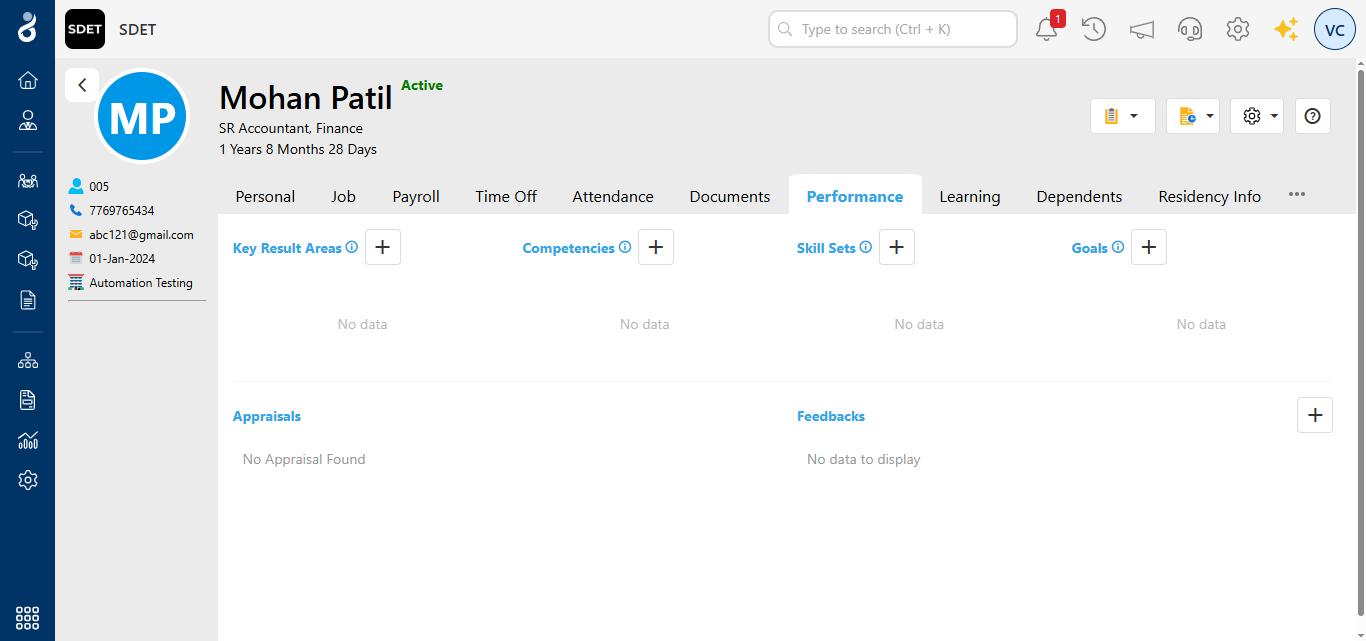 SDET SDET
Type to search (Ctrl + K)
1
VC
MP
Mohan Patil Active
SR Accountant, Finance
1 Years 8 Months 28 Days
005
7769765434
abc121@gmail.com
01-Jan-2024
Automation Testing
Personal Job Payroll Time Off Attendance Documents Performance Learning Dependents Residency Info
Key Result Areas Competencies Skill Sets Goals
No data No data No data No data
Appraisals Feedbacks
No Appraisal Found No data to display